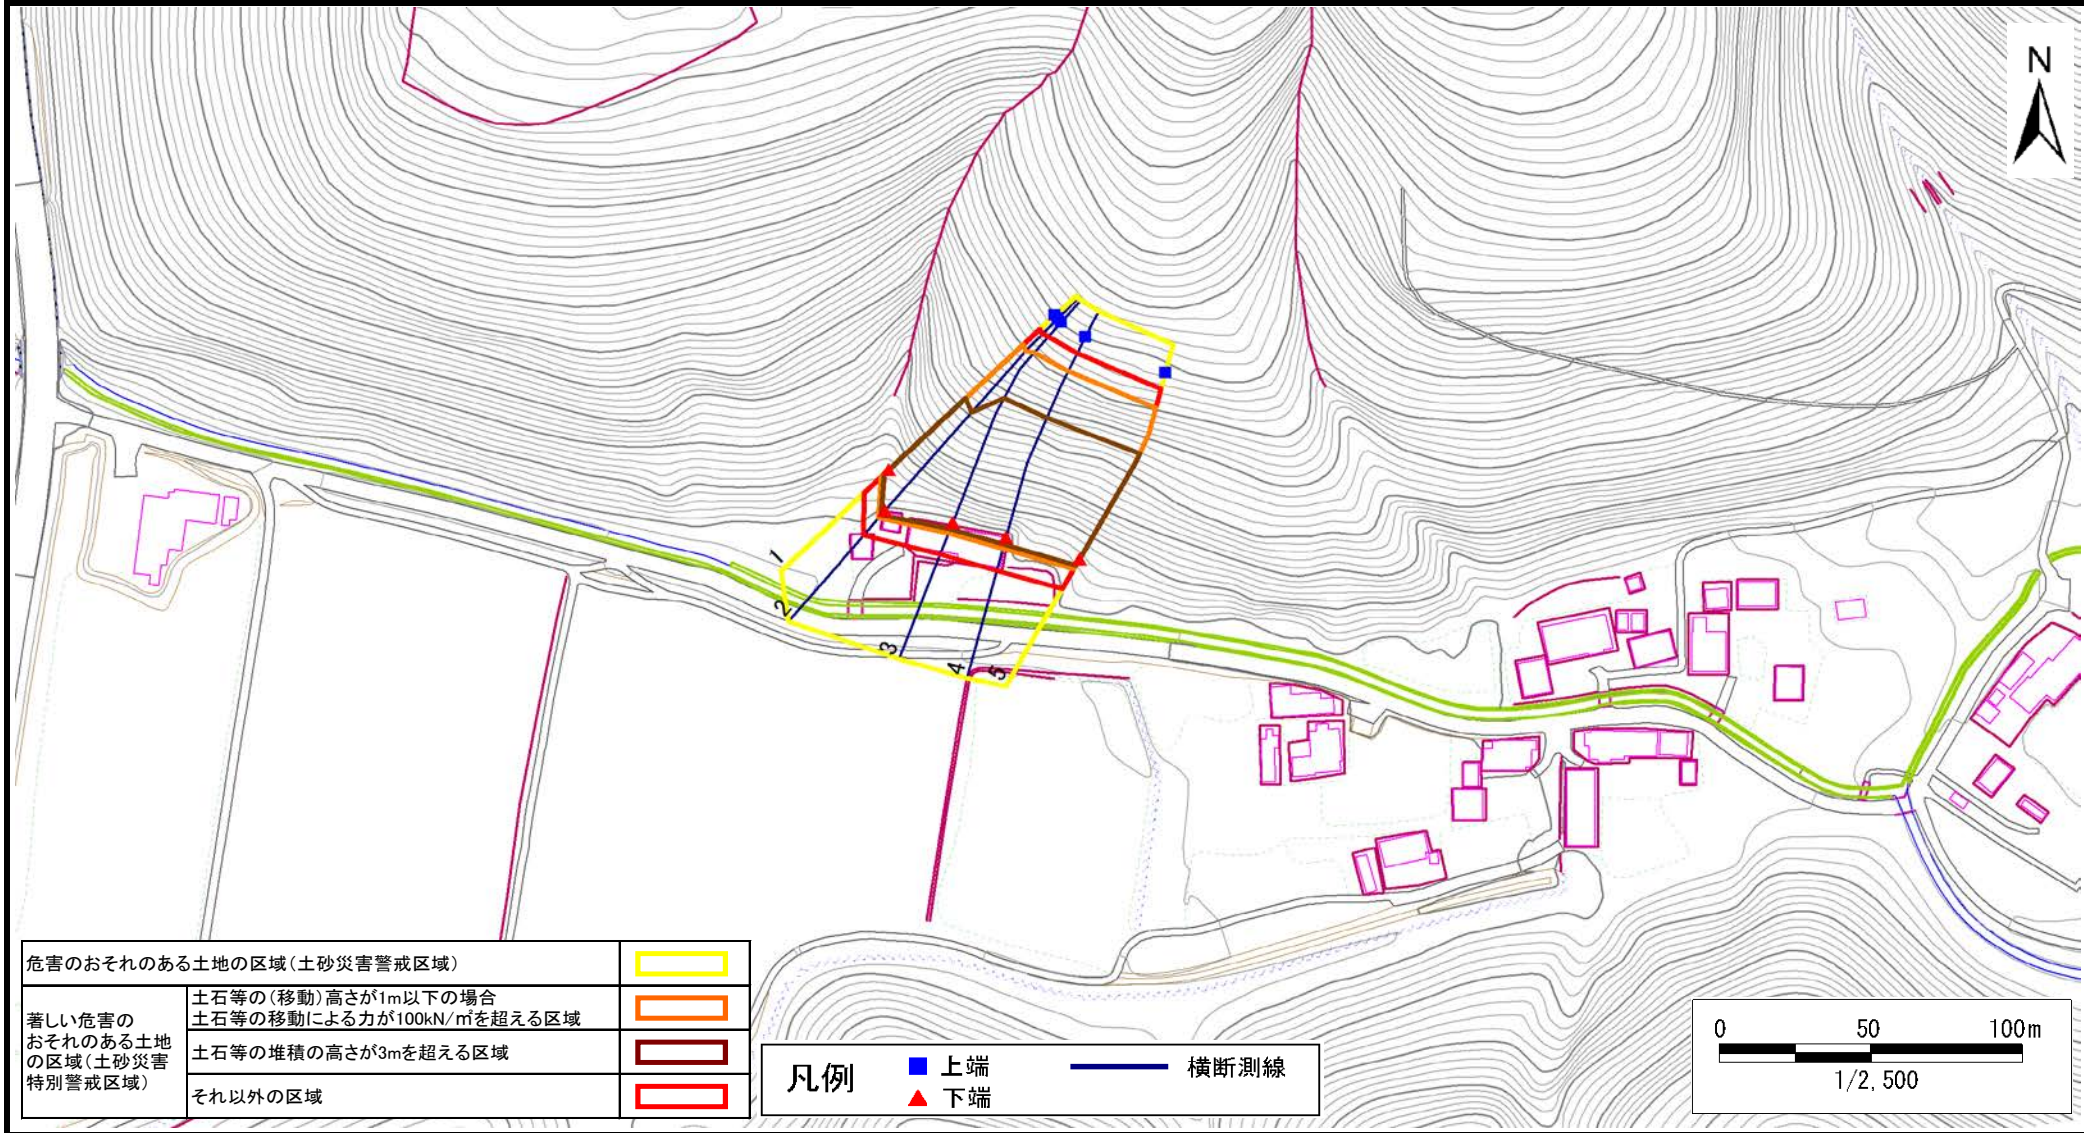 N
1
2
3
4
5
危害のおそれのある土地の区域(土砂災害警戒区域)
著しい危害の
おそれのある土地
の区域(土砂災害
特別警戒区域)
土石等の(移動)高さが1m以下の場合
土石等の移動による力が100kN/㎡を超える区域
土石等の堆積の高さが3mを超える区域
それ以外の区域
凡例
上端
下端
横断測線
0 50 100m
1/2,500